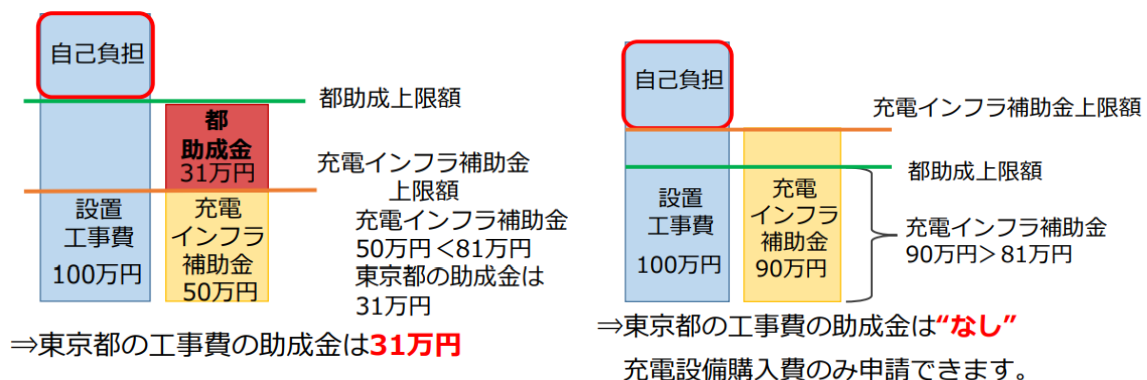 自己負担
都助成上限額
都
助成金
31万円
充電インフラ補助金
上限額
設置
工事費
100万円
充電
インフラ
補助金
50万円
充電インフラ補助金
50万円＜81万円
東京都の助成金は
31万円
⇒東京都の工事費の助成金は31万円
自己負担
充電インフラ補助金上限額
都助成上限額
設置
工事費
100万円
充電
インフラ
補助金
90万円
充電インフラ補助金
90万円＞81万円
⇒東京都の工事費の助成金は“なし”
充電設備購入費のみ申請できます。